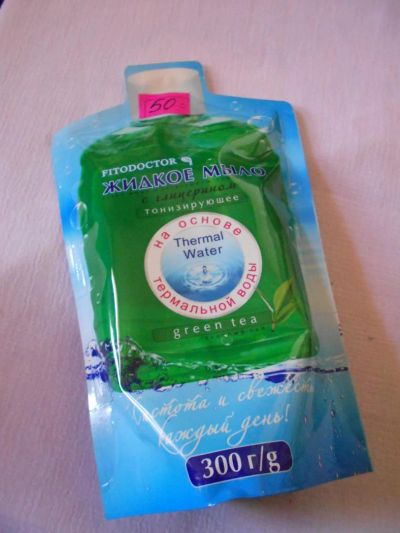 50=
FITODOCTOR
ЖИДКОЕ МЫЛО
с глицерином
тонизирующее
на основе
Thermal
Water
термальной воды
green tea
Чистота и свежесть
каждый день!
300 г/g